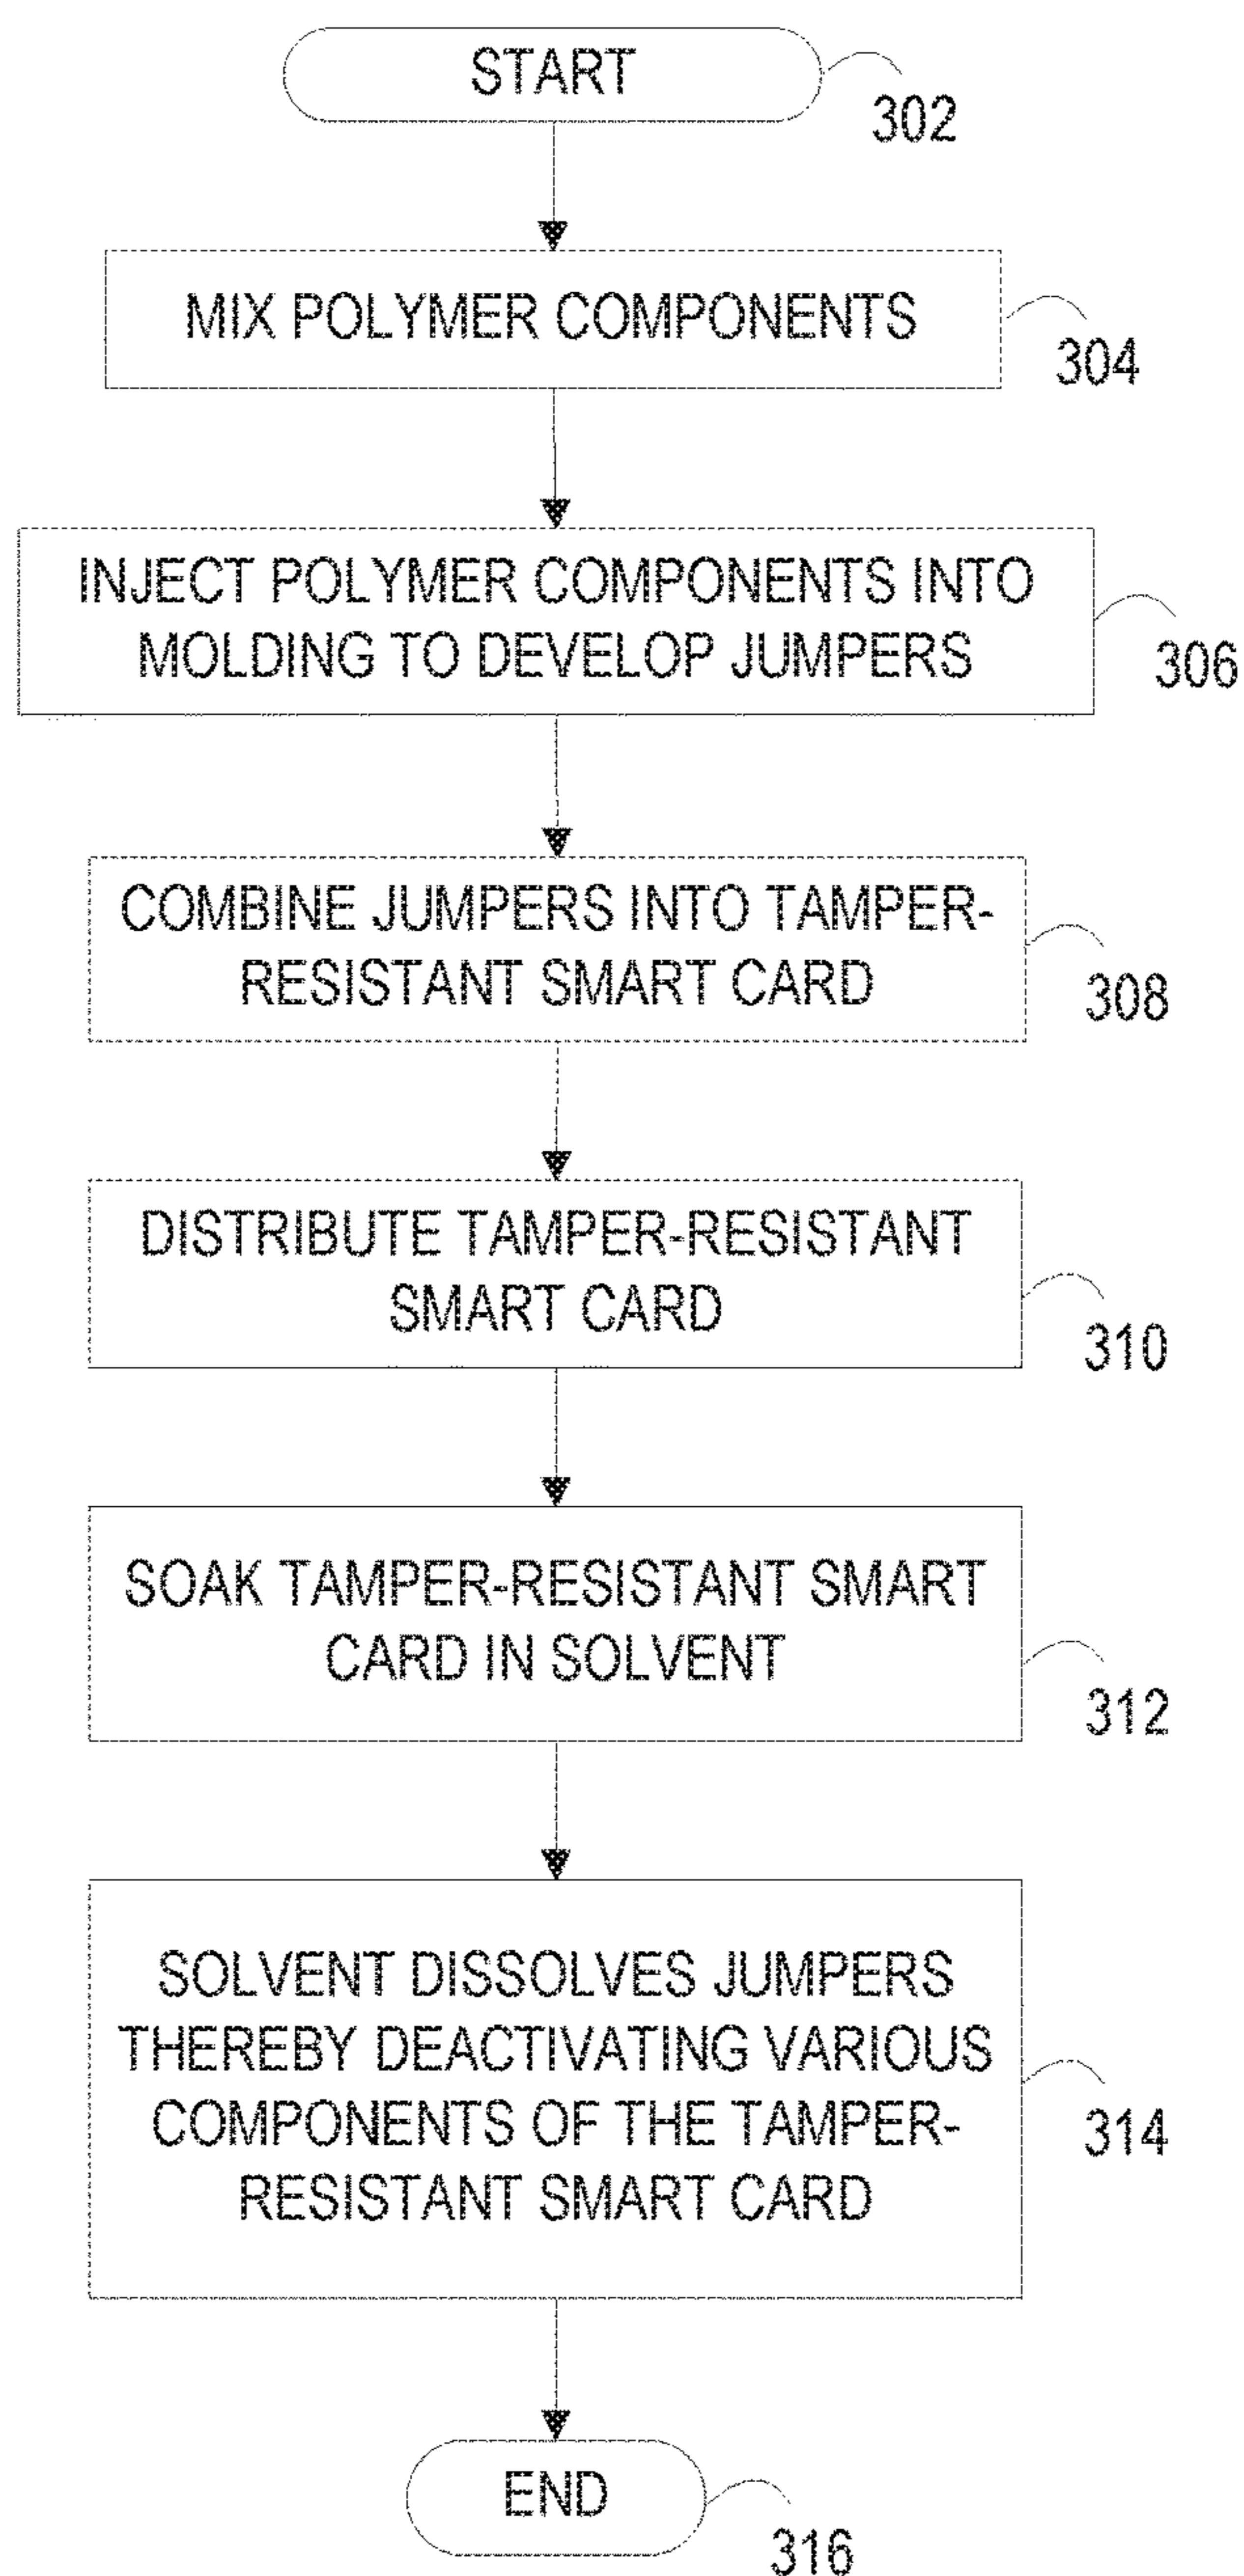 START
302
MIX POLYMER COMPONENTS
304
INJECT POLYMER COMPONENTS INTO
MOLDING TO DEVELOP JUMPERS
306
COMBINE JUMPERS INTO TAMPER-
RESISTANT SMART CARD
308
DISTRIBUTE TAMPER-RESISTANT
SMART CARD
310
SOAK TAMPER-RESISTANT SMART
CARD IN SOLVENT
312
SOLVENT DISSOLVES JUMPERS
THEREBY DEACTIVATING VARIOUS
COMPONENTS OF THE TAMPER-
RESISTANT SMART CARD
314
END
316